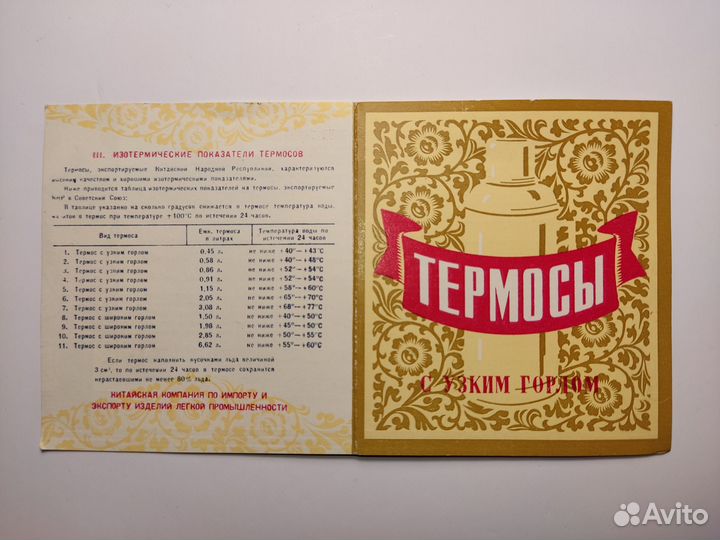 III. ИЗОТЕРМИЧЕСКИЕ ПОКАЗАТЕЛИ ТЕРМОСОВ
Термосы, экспортируемые Китайской Народной Республикой, характеризуются
высоким качеством и хорошими изотермическими показателями.
Ниже приводится таблица изотермических показателей на термосы, экспортируемые
в Советский Союз:
В таблице указано на сколько градусов снижается в термосе температура воды,
налитой в термос при температуре +100°C по истечении 24 часов.
Вид термоса Емк. термоса в литрах Температура воды по истечении 24 часов
1. Термос с узким горлом 0,45 л. не ниже +40°— +43°C
2. Термос с узким горлом 0,58 л. не ниже +40°— +48°C
3. Термос с узким горлом 0,86 л. не ниже +52°— +54°C
4. Термос с узким горлом 0,91 л. не ниже +52°— +54°C
5. Термос с узким горлом 1,15 л. не ниже +58°— +60°C
6. Термос с узким горлом 2,05 л. не ниже +65°— +70°C
7. Термос с узким горлом 3,08 л. не ниже +68°— +77°C
8. Термос с широким горлом 1,50 л. не ниже +40°— +50°C
9. Термос с широким горлом 1,98 л. не ниже +45°— +50°C
10. Термос с широким горлом 2,85 л. не ниже +50°— +55°C
11. Термос с широким горлом 6,62 л. не ниже +55°— +60°C
Если термос наполнить кусочками льда величиной
3 см³, то по истечении 24 часов в термосе сохранится
нерастаявшими не менее 80% льда.
КИТАЙСКАЯ КОМПАНИЯ ПО ИМПОРТУ И
ЭКСПОРТУ ИЗДЕЛИЙ ЛЕГКОЙ ПРОМЫШЛЕННОСТИ
ТЕРМОСЫ
С УЗКИМ ГОРЛОМ
Avito